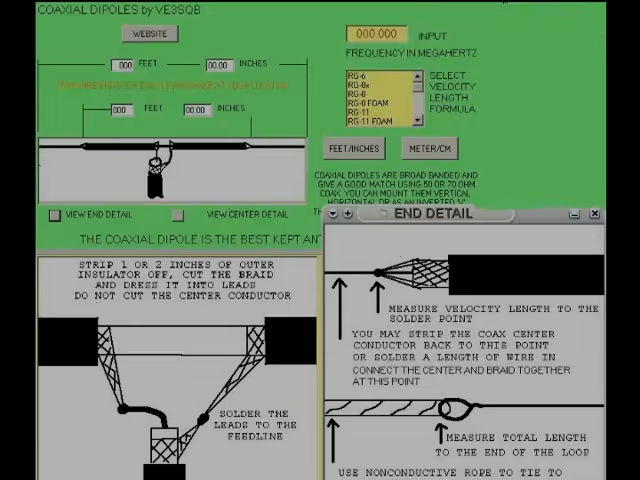 COAXIAL DIPOLES by VE3SQB
WEBSITE
000 FEET 00.00 INCHES
000 FEET 00.00 INCHES
000.000 INPUT
FREQUENCY IN MEGAHERTZ
RG-6
RG-8x
RG-8
RG-8 FOAM
RG-11
RG-11 FOAM
SELECT
VELOCITY
LENGTH
FORMULA
FEET/INCHES METER/CM
COAXIAL DIPOLES ARE BROAD BANDED AND
GIVE A GOOD MATCH USING 50 OR 70 OHM
COAX. YOU CAN MOUNT THEM VERTICAL
HORIZONTAL OR AS AN INVERTED "V"
VIEW END DETAIL VIEW CENTER DETAIL
THE COAXIAL DIPOLE IS THE BEST KEPT ANT
STRIP 1 OR 2 INCHES OF OUTER
INSULATOR OFF, CUT THE BRAID
AND DRESS IT INTO LEADS
DO NOT CUT THE CENTER CONDUCTOR
SOLDER THE
LEADS TO THE
FEEDLINE
END DETAIL
MEASURE VELOCITY LENGTH TO THE
SOLDER POINT
YOU MAY STRIP THE COAX CENTER
CONDUCTOR BACK TO THIS POINT
OR SOLDER A LENGTH OF WIRE IN
CONNECT THE CENTER AND BRAID TOGETHER
AT THIS POINT
MEASURE TOTAL LENGTH
TO THE END OF THE LOOP
USE NONCONDUCTIVE ROPE TO TIE TO